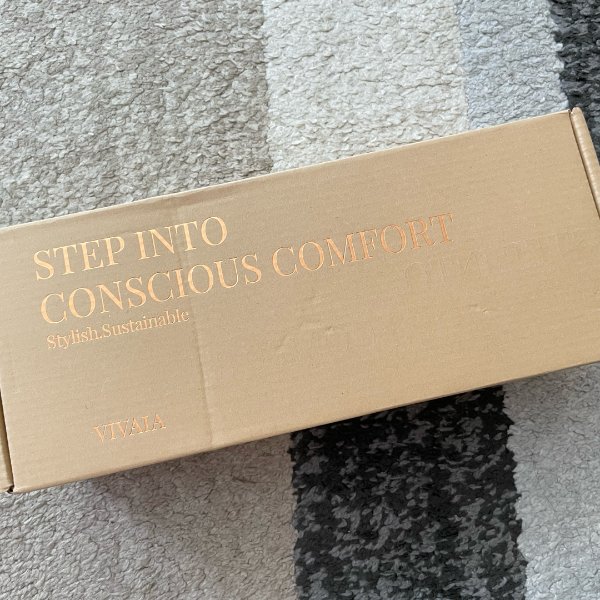 STEP INTO
CONSCIOUS COMFORT
Stylish.Sustainable
VIVAIA